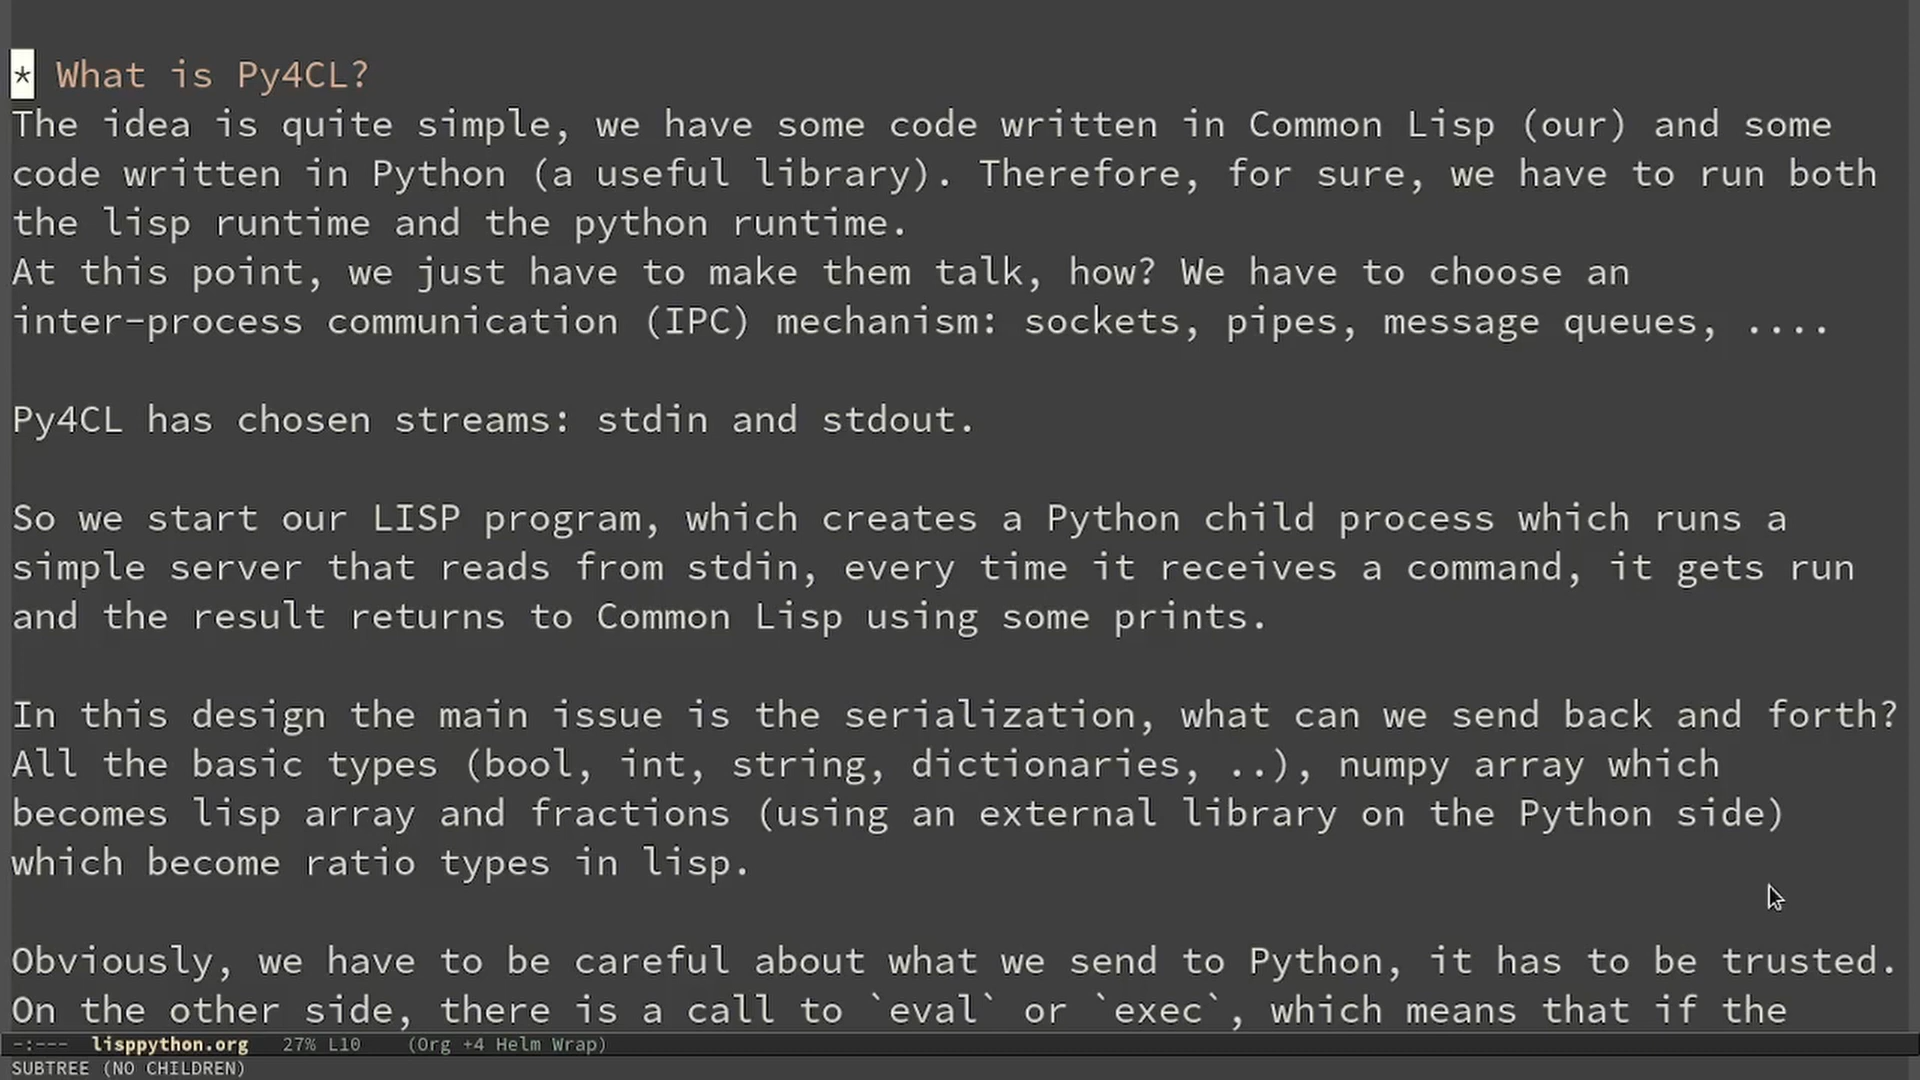 * What is Py4CL?
The idea is quite simple, we have some code written in Common Lisp (our) and some
code written in Python (a useful library). Therefore, for sure, we have to run both
the lisp runtime and the python runtime.
At this point, we just have to make them talk, how? We have to choose an
inter-process communication (IPC) mechanism: sockets, pipes, message queues, ....
Py4CL has chosen streams: stdin and stdout.
So we start our LISP program, which creates a Python child process which runs a
simple server that reads from stdin, every time it receives a command, it gets run
and the result returns to Common Lisp using some prints.
In this design the main issue is the serialization, what can we send back and forth?
All the basic types (bool, int, string, dictionaries, ..), numpy array which
becomes lisp array and fractions (using an external library on the Python side)
which become ratio types in lisp.
Obviously, we have to be careful about what we send to Python, it has to be trusted.
On the other side, there is a call to `eval` or `exec`, which means that if the
-:--- lisppython.org 27% L10 (Org +4 Helm Wrap)
SUBTREE (NO CHILDREN)